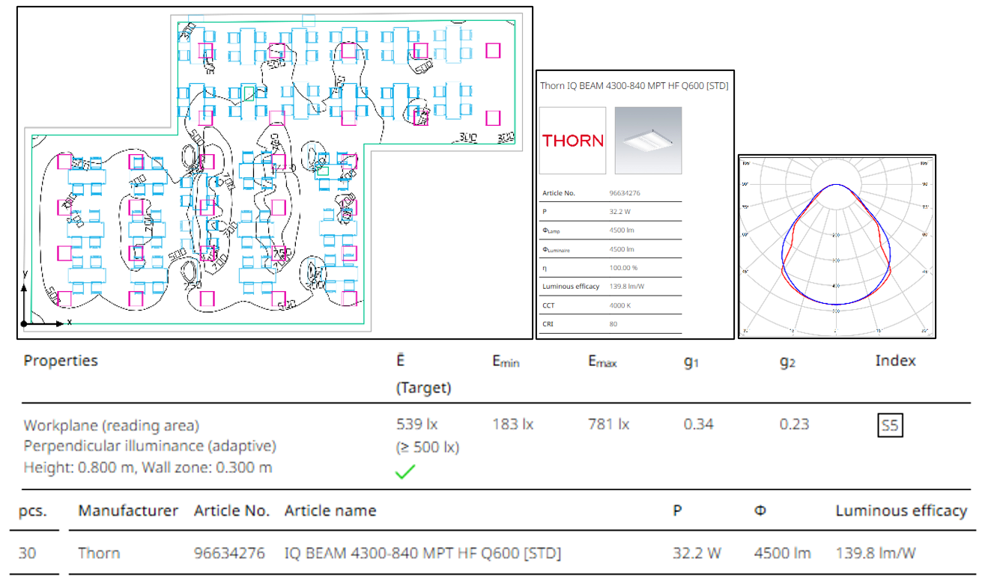 Thorn IQ BEAM 4300-840 MPT HF Q600 [STD]
THORN
Article No. 96634276
P 32.2 W
ΦLamp 4500 lm
ΦLuminaire 4500 lm
η 100.00 %
Luminous efficacy 139.8 lm/W
CCT 4000 K
CRI 80
y
x
Properties Ē Emin Emax g1 g2 Index
(Target)
Workplane (reading area) 539 lx 183 lx 781 lx 0.34 0.23 S5
Perpendicular illuminance (adaptive) (≥ 500 lx)
Height: 0.800 m, Wall zone: 0.300 m
pcs. Manufacturer Article No. Article name P Φ Luminous efficacy
30 Thorn 96634276 IQ BEAM 4300-840 MPT HF Q600 [STD] 32.2 W 4500 lm 139.8 lm/W